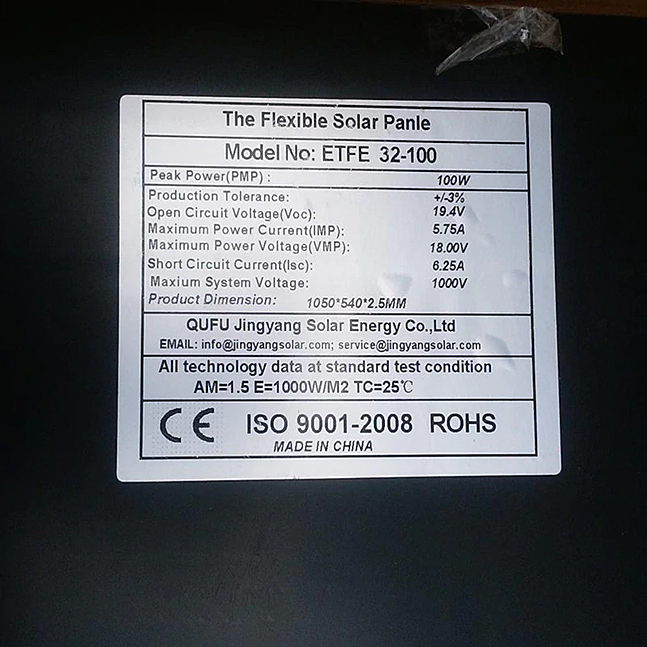 The Flexible Solar Panle
Model No: ETFE 32-100
Peak Power(PMP) : 100W
Production Tolerance: +/-3%
Open Circuit Voltage(Voc): 19.4V
Maximum Power Current(IMP): 5.75A
Maximum Power Voltage(VMP): 18.00V
Short Circuit Current(Isc): 6.25A
Maxium System Voltage: 1000V
Product Dimension: 1050*540*2.5MM
QUFU Jingyang Solar Energy Co.,Ltd
EMAIL: info@jingyangsolar.com; service@jingyangsolar.com
All technology data at standard test condition
AM=1.5 E=1000W/M2 TC=25℃
CE ISO 9001-2008 ROHS
MADE IN CHINA